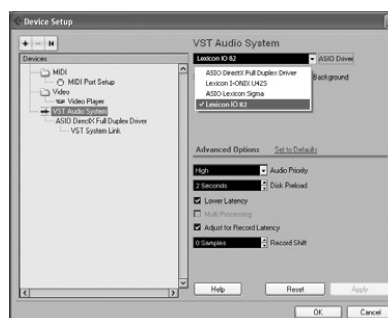 Device Setup
Devices
MIDI
MIDI Port Setup
Video
Video Player
VST Audio System
ASIO DirectX Full Duplex Driver
VST System Link
VST Audio System
Lexicon IO 82 ASIO Driver
ASIO DirectX Full Duplex Driver
Lexicon I-ONIX U42S
ASIO Lexicon Sigma
Lexicon IO 82
Background
Advanced Options Set to Defaults
High Audio Priority
2 Seconds Disk Preload
Lower Latency
Multi Processing
Adjust for Record Latency
0 Samples Record Shift
Help Reset Apply
OK Cancel